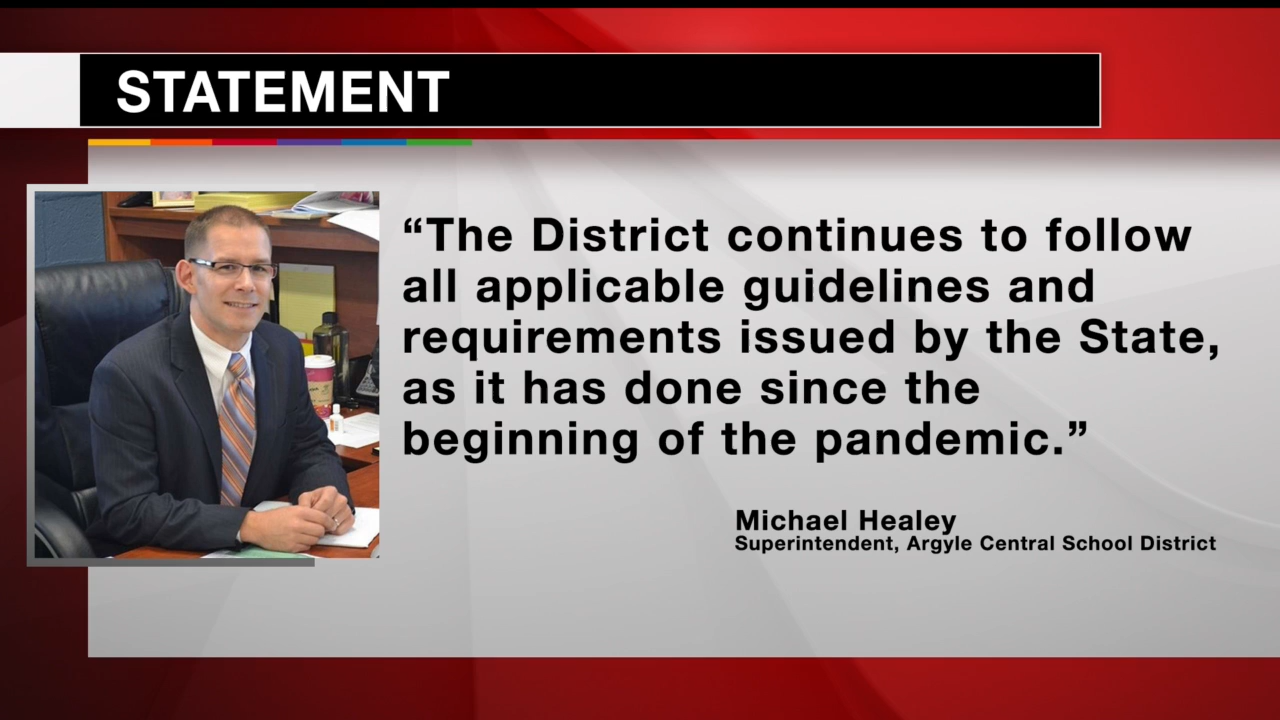 STATEMENT
“The District continues to follow
all applicable guidelines and
requirements issued by the State,
as it has done since the
beginning of the pandemic.”
Michael Healey
Superintendent, Argyle Central School District